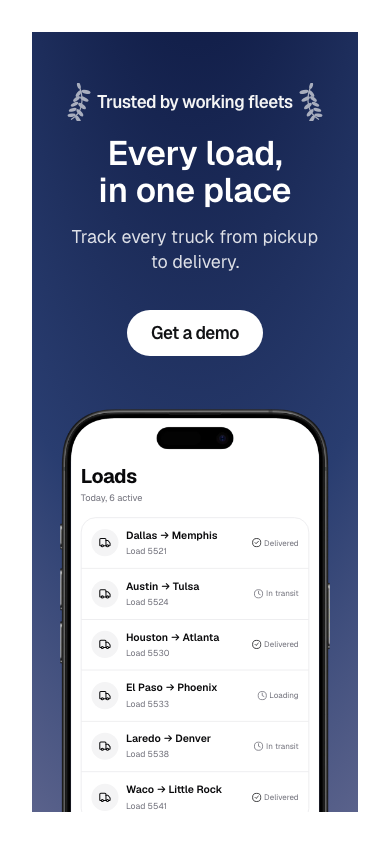 Trusted by working fleets
Every load,
in one place
Track every truck from pickup
to delivery.
Get a demo
Loads
Today, 6 active
Dallas → Memphis
Load 5521
Delivered
Austin → Tulsa
Load 5524
In transit
Houston → Atlanta
Load 5530
Delivered
El Paso → Phoenix
Load 5533
Loading
Laredo → Denver
Load 5538
In transit
Waco → Little Rock
Load 5541
Delivered